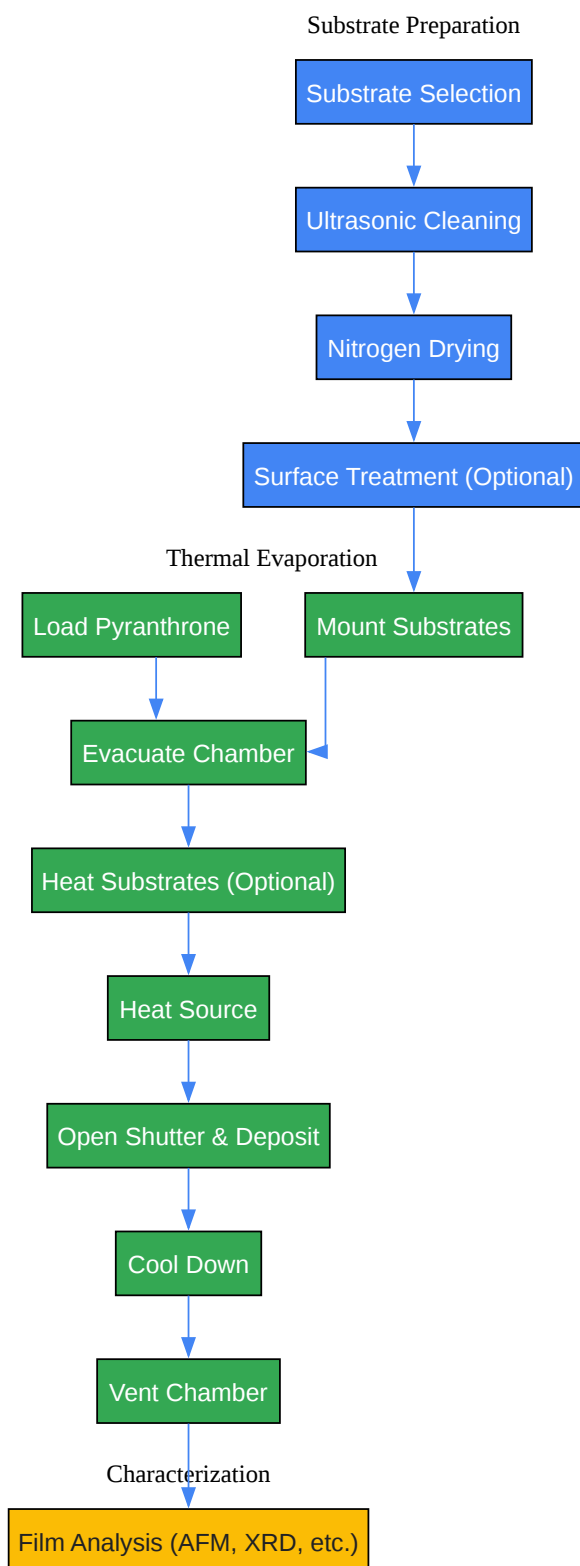 Substrate Preparation
Substrate Selection
Ultrasonic Cleaning
Nitrogen Drying
Surface Treatment (Optional)
Thermal Evaporation
Load Pyranthrone
Mount Substrates
Evacuate Chamber
Heat Substrates (Optional)
Heat Source
Open Shutter & Deposit
Cool Down
Vent Chamber
Characterization
Film Analysis (AFM, XRD, etc.)